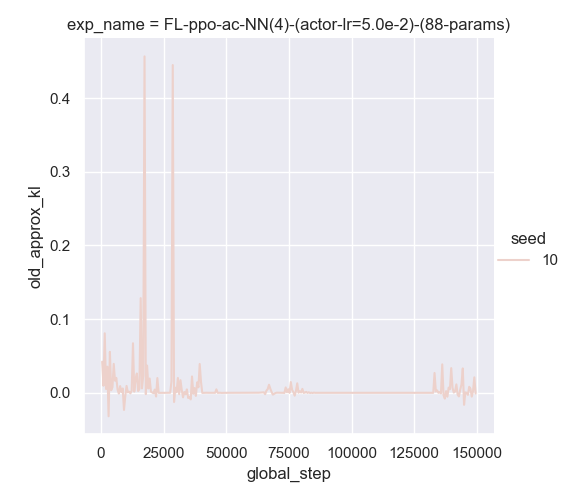 exp_name = FL-ppo-ac-NN(4)-(actor-lr=5.0e-2)-(88-params)
0.4
0.3
0.2
0.1
0.0
old_approx_kl
seed
10
0 25000 50000 75000 100000 125000 150000
global_step